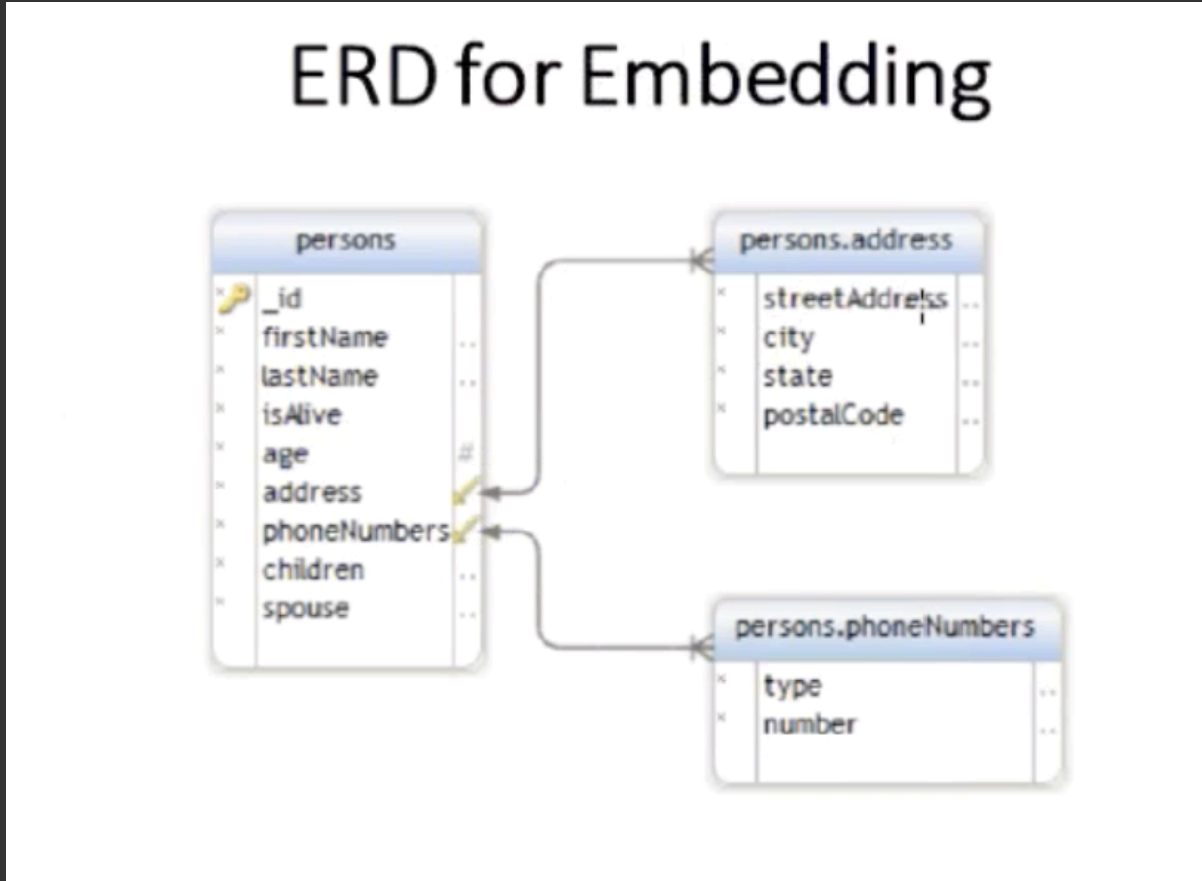 ERD for Embedding
persons
_id
firstName
lastName
isAlive
age
address
phoneNumbers
children
spouse
persons.address
streetAddress
city
state
postalCode
persons.phoneNumbers
type
number